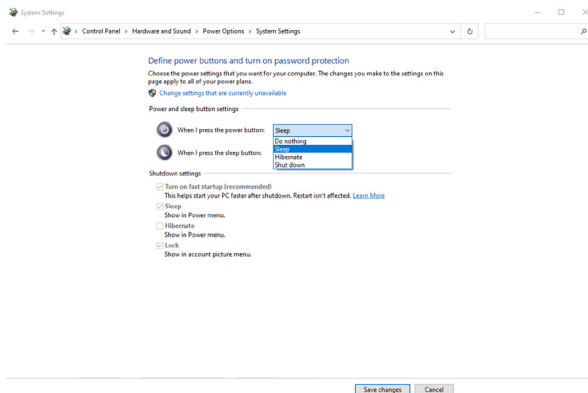 System Settings
Control Panel > Hardware and Sound > Power Options > System Settings
Define power buttons and turn on password protection
Choose the power settings that you want for your computer. The changes you make to the settings on this
page apply to all of your power plans.
Change settings that are currently unavailable
Power and sleep button settings
When I press the power button: Sleep
Do nothing
Sleep
When I press the sleep button:
Hibernate
Shut down
Shutdown settings
Turn on fast startup (recommended)
This helps start your PC faster after shutdown. Restart isn't affected. Learn More
Sleep
Show in Power menu.
Hibernate
Show in Power menu.
Lock
Show in account picture menu.
Save changes Cancel